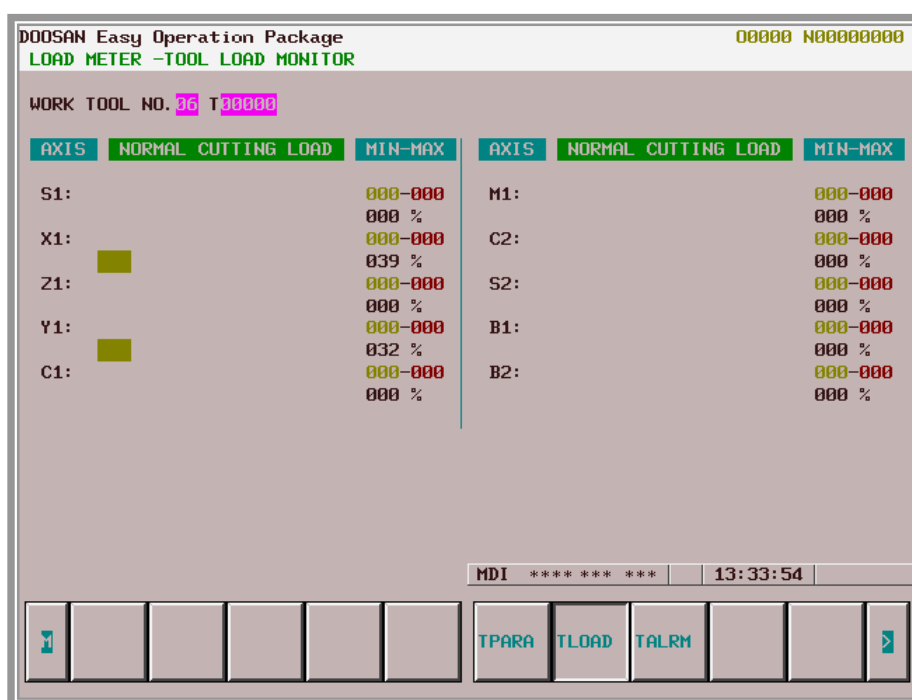 DOOSAN Easy Operation Package O0000 N00000000
LOAD METER -TOOL LOAD MONITOR
WORK TOOL NO. 06 T00000
AXIS NORMAL CUTTING LOAD MIN-MAX AXIS NORMAL CUTTING LOAD MIN-MAX
S1: 000-000 M1: 000-000
000 % 000 %
X1: 000-000 C2: 000-000
039 % 000 %
Z1: 000-000 S2: 000-000
000 % 000 %
Y1: 000-000 B1: 000-000
032 % 000 %
C1: 000-000 B2: 000-000
000 % 000 %
MDI **** *** *** 13:33:54
M TPARA TLOAD TALRM >